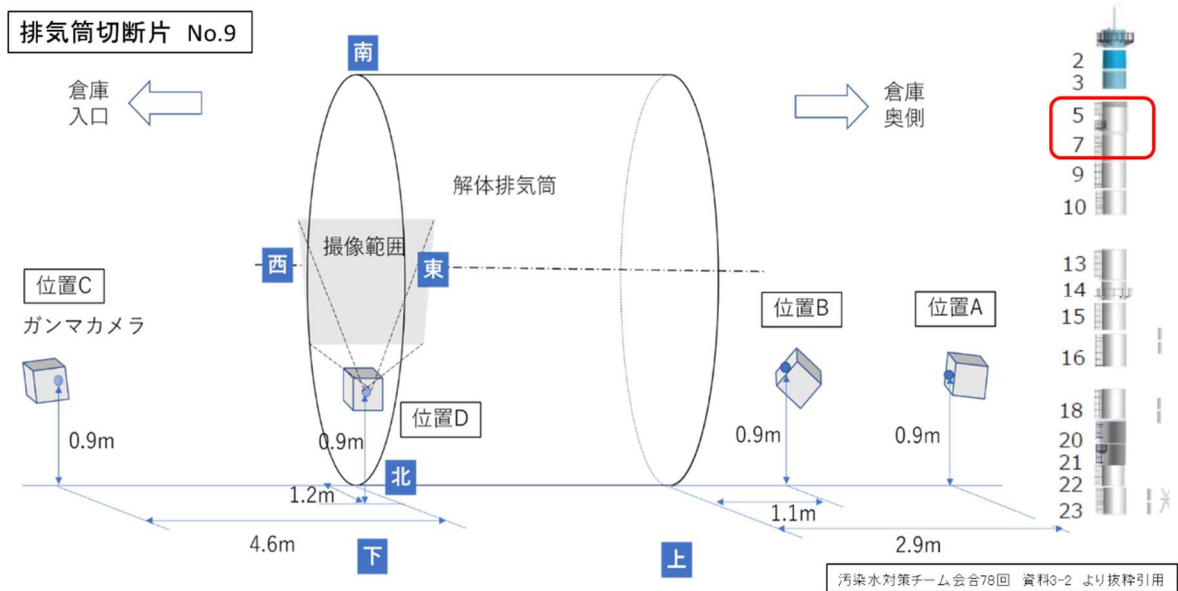 排気筒切断片 No.9
南
倉庫
入口
倉庫
奥側
解体排気筒
撮像範囲
西
東
位置C
ガンマカメラ
位置B
位置A
位置D
0.9m
0.9m
0.9m
0.9m
北
1.2m
4.6m
1.1m
2.9m
下
上
2
3
5
7
9
10
13
14
15
16
18
20
21
22
23
汚染水対策チーム会合78回 資料3-2 より抜粋引用